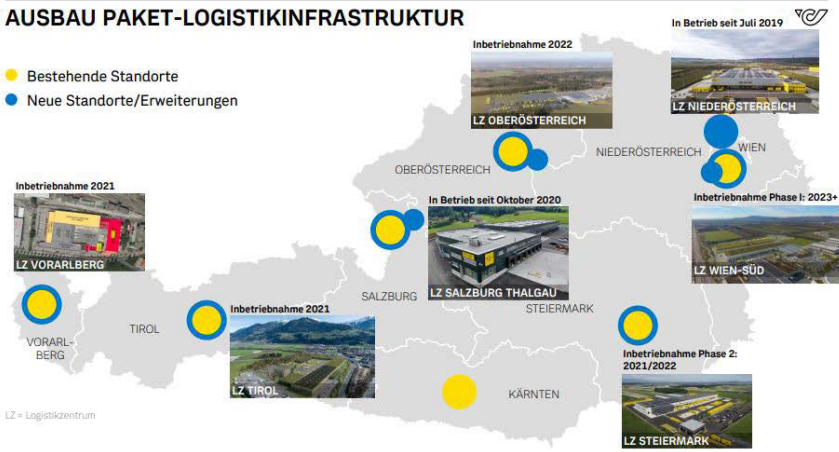 AUSBAU PAKET-LOGISTIKINFRASTRUKTUR
Bestehende Standorte
Neue Standorte/Erweiterungen
Inbetriebnahme 2022
LZ OBERÖSTERREICH
In Betrieb seit Juli 2019
LZ NIEDERÖSTERREICH
OBERÖSTERREICH
NIEDERÖSTERREICH
WIEN
Inbetriebnahme 2021
LZ VORARLBERG
In Betrieb seit Oktober 2020
LZ SALZBURG THALGAU
Inbetriebnahme Phase I: 2023+
LZ WIEN-SÜD
SALZBURG
STEIERMARK
VORARL-
BERG
TIROL
Inbetriebnahme 2021
LZ TIROL
KÄRNTEN
Inbetriebnahme Phase 2:
2021/2022
LZ STEIERMARK
LZ = Logistikzentrum